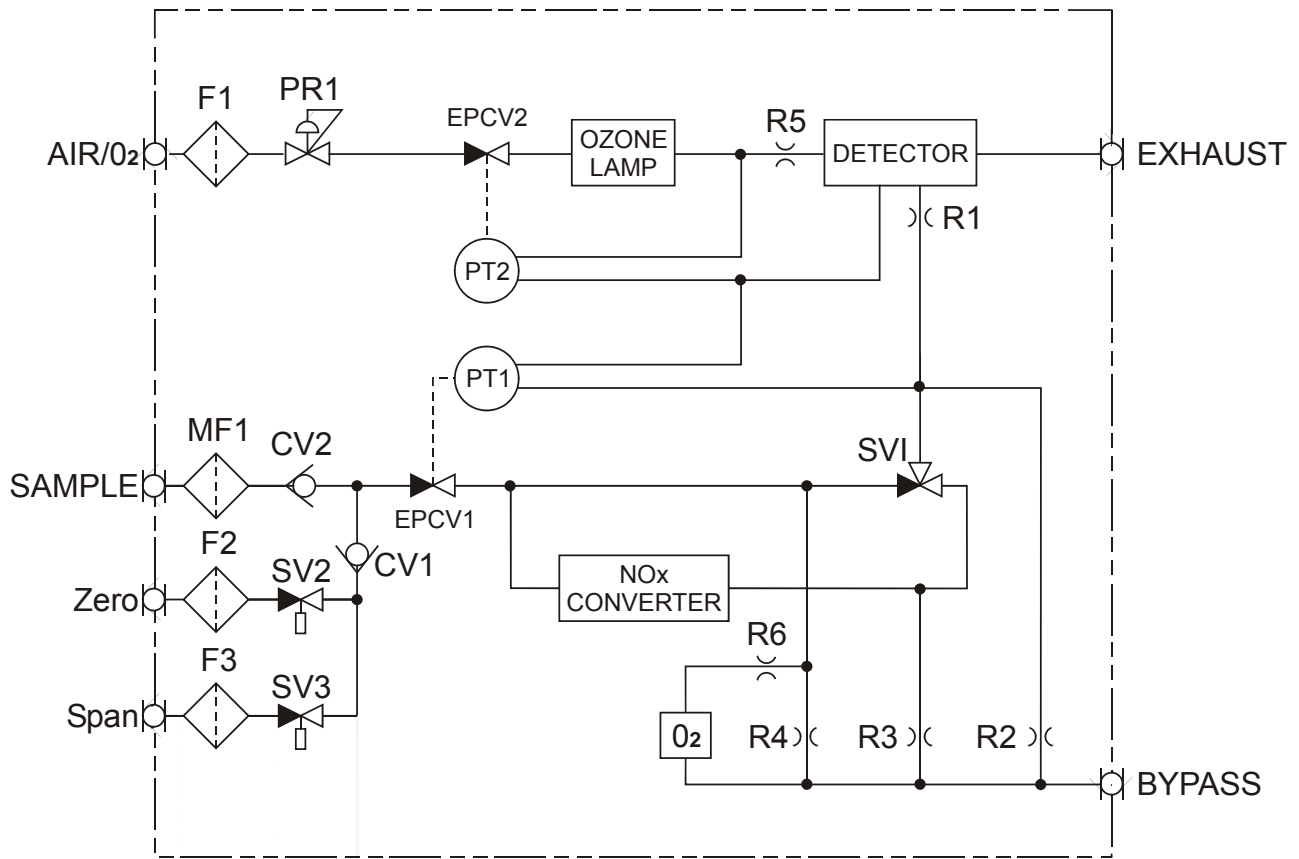 F1
PR1
EPCV2
AIR/0₂
OZONE
LAMP
R5
DETECTOR
EXHAUST
R1
PT2
PT1
MF1
CV2
SVI
SAMPLE
EPCV1
F2
SV2
CV1
NOx
CONVERTER
Zero
R6
F3
SV3
Span
0₂
R4
R3
R2
BYPASS